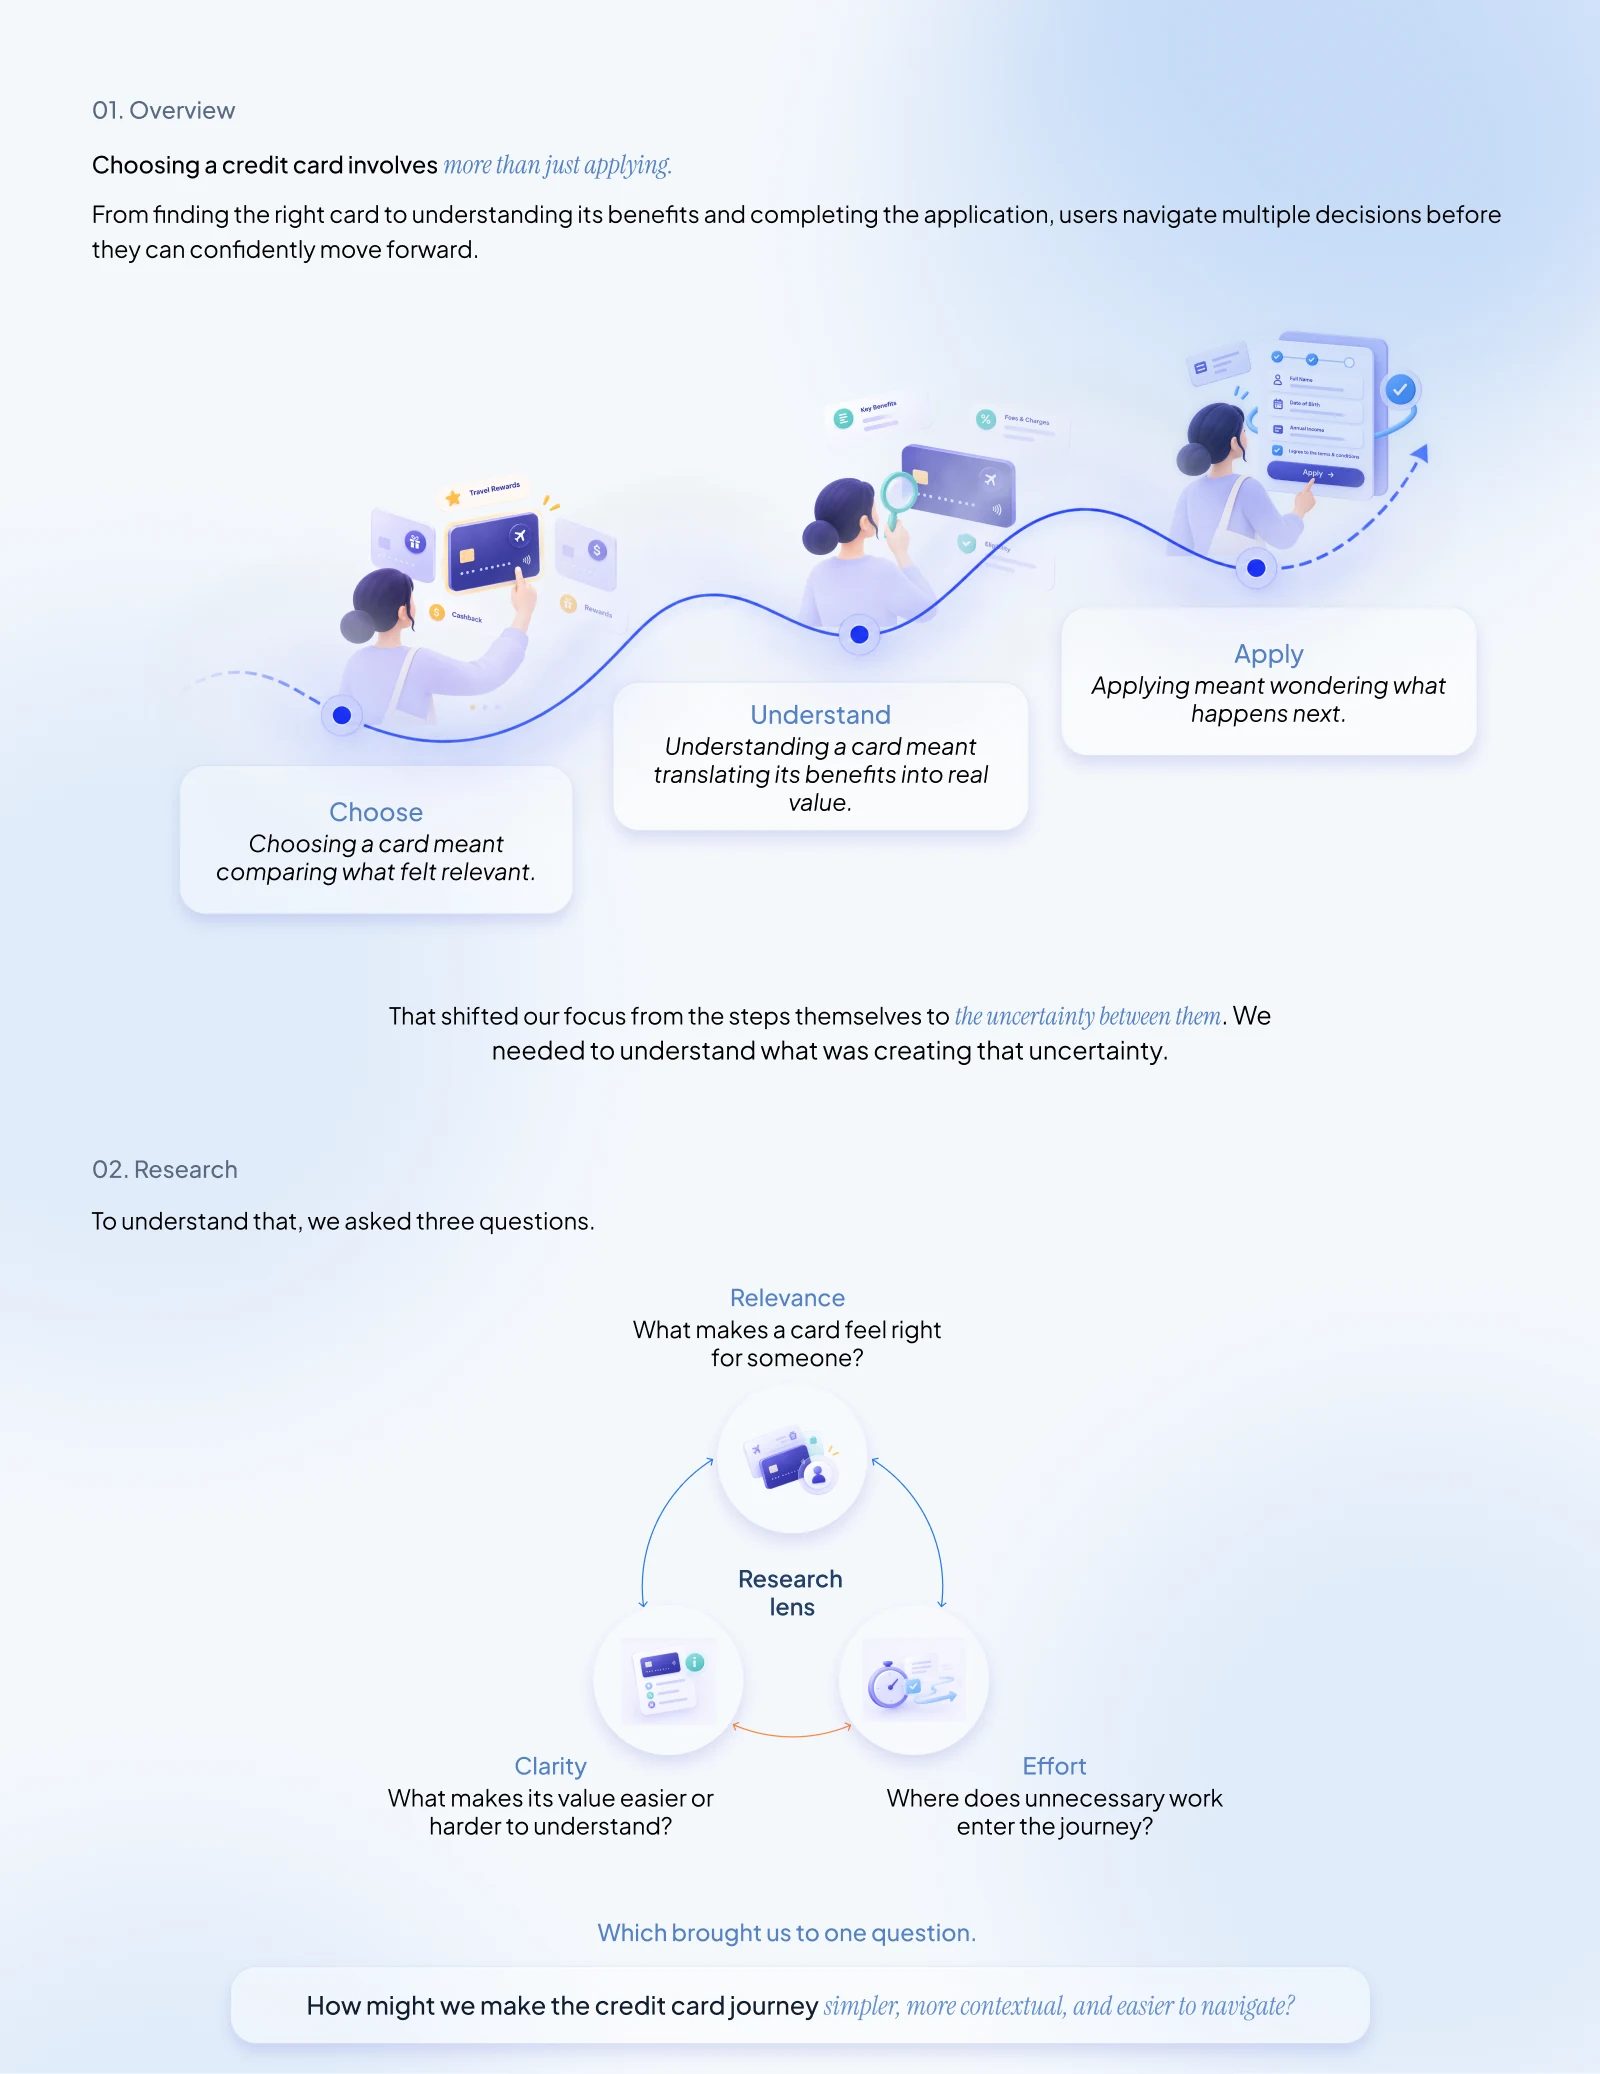 01. Overview
Choosing a credit card involves more than just applying.
From finding the right card to understanding its benefits and completing the application, users navigate multiple decisions before
they can confidently move forward.
Full Name
Date of Birth
Annual Income
I agree to the terms & conditions
Apply →
Key Benefits
Fees & Charges
Eligibility
Travel Rewards
Cashback
Rewards
Apply
Applying meant wondering what
happens next.
Understand
Understanding a card meant
translating its benefits into real
value.
Choose
Choosing a card meant
comparing what felt relevant.
That shifted our focus from the steps themselves to the uncertainty between them. We
needed to understand what was creating that uncertainty.
02. Research
To understand that, we asked three questions.
Relevance
What makes a card feel right
for someone?
Research
lens
Clarity
What makes its value easier or
harder to understand?
Effort
Where does unnecessary work
enter the journey?
Which brought us to one question.
How might we make the credit card journey simpler, more contextual, and easier to navigate?